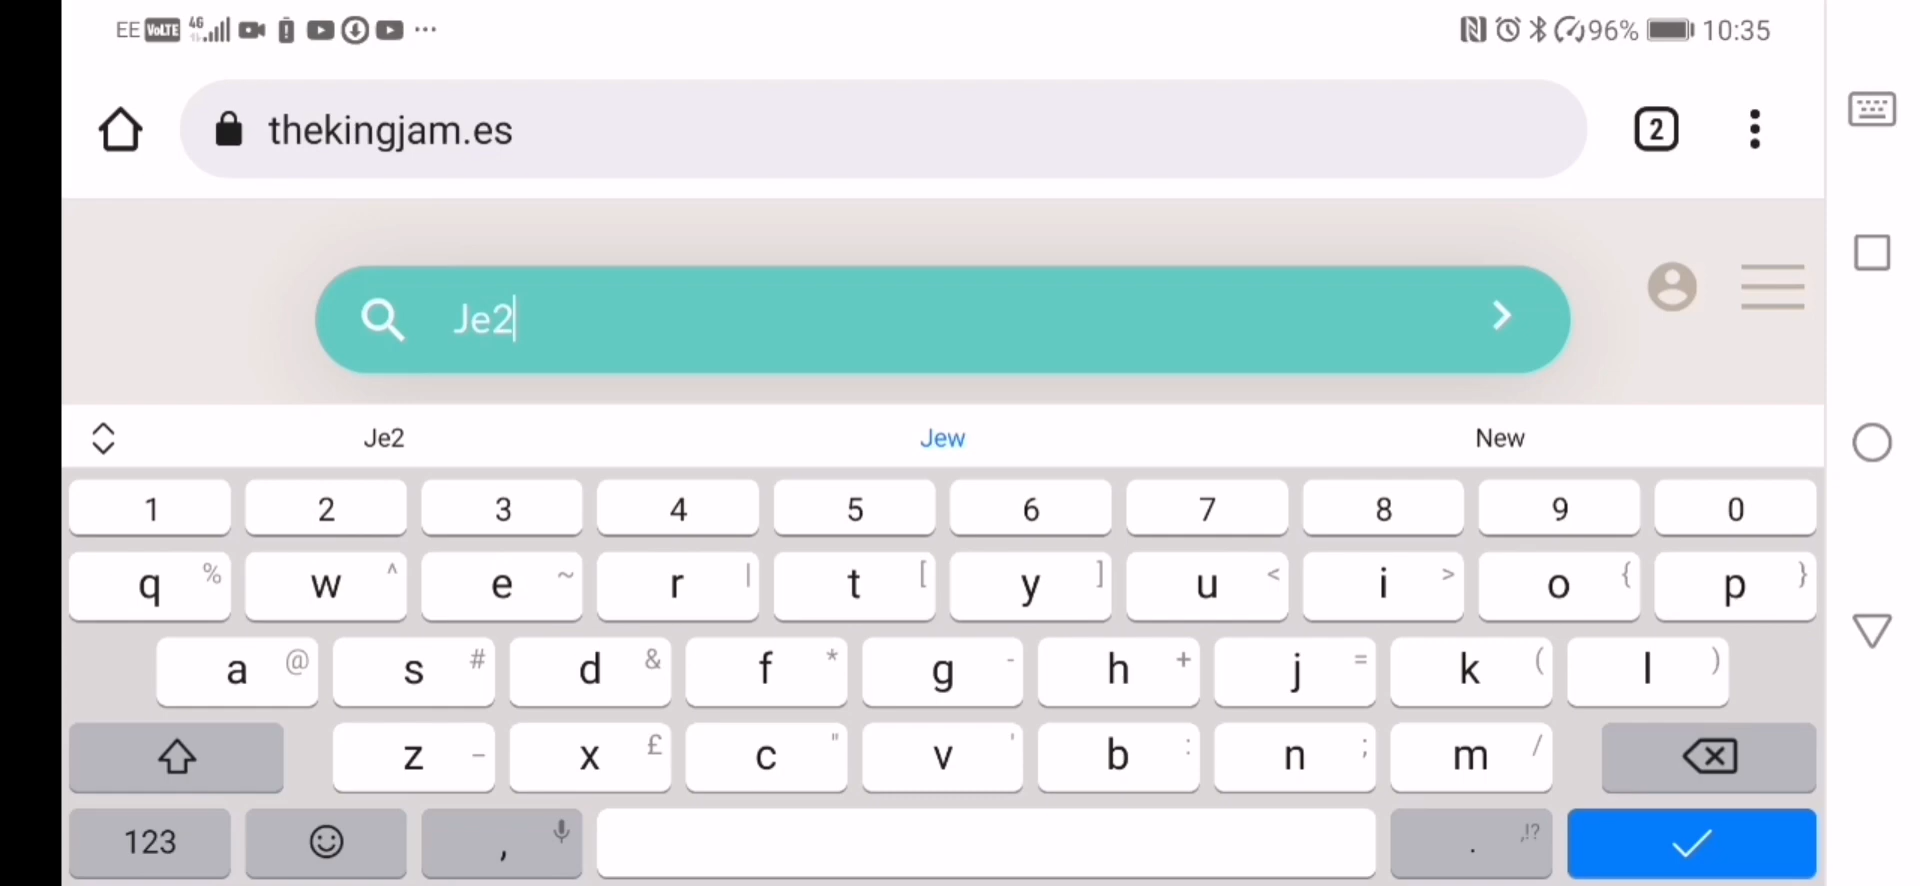 EE VoLTE 4G 96% 10:35
thekingjam.es 2
Je2
Je2 Jew New
1 2 3 4 5 6 7 8 9 0
q % w ^ e ~ r | t [ y ] u < i > o { p }
a @ s # d & f * g - h + j = k ( l )
z _ x £ c " v ' b : n ; m /
123 , . ,!?